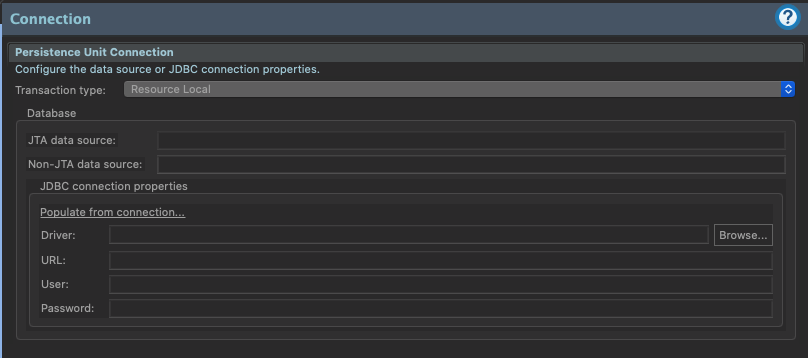 Connection
?
Persistence Unit Connection
Configure the data source or JDBC connection properties.
Transaction type: Resource Local
Database
JTA data source:
Non-JTA data source:
JDBC connection properties
Populate from connection...
Driver: Browse...
URL:
User:
Password: